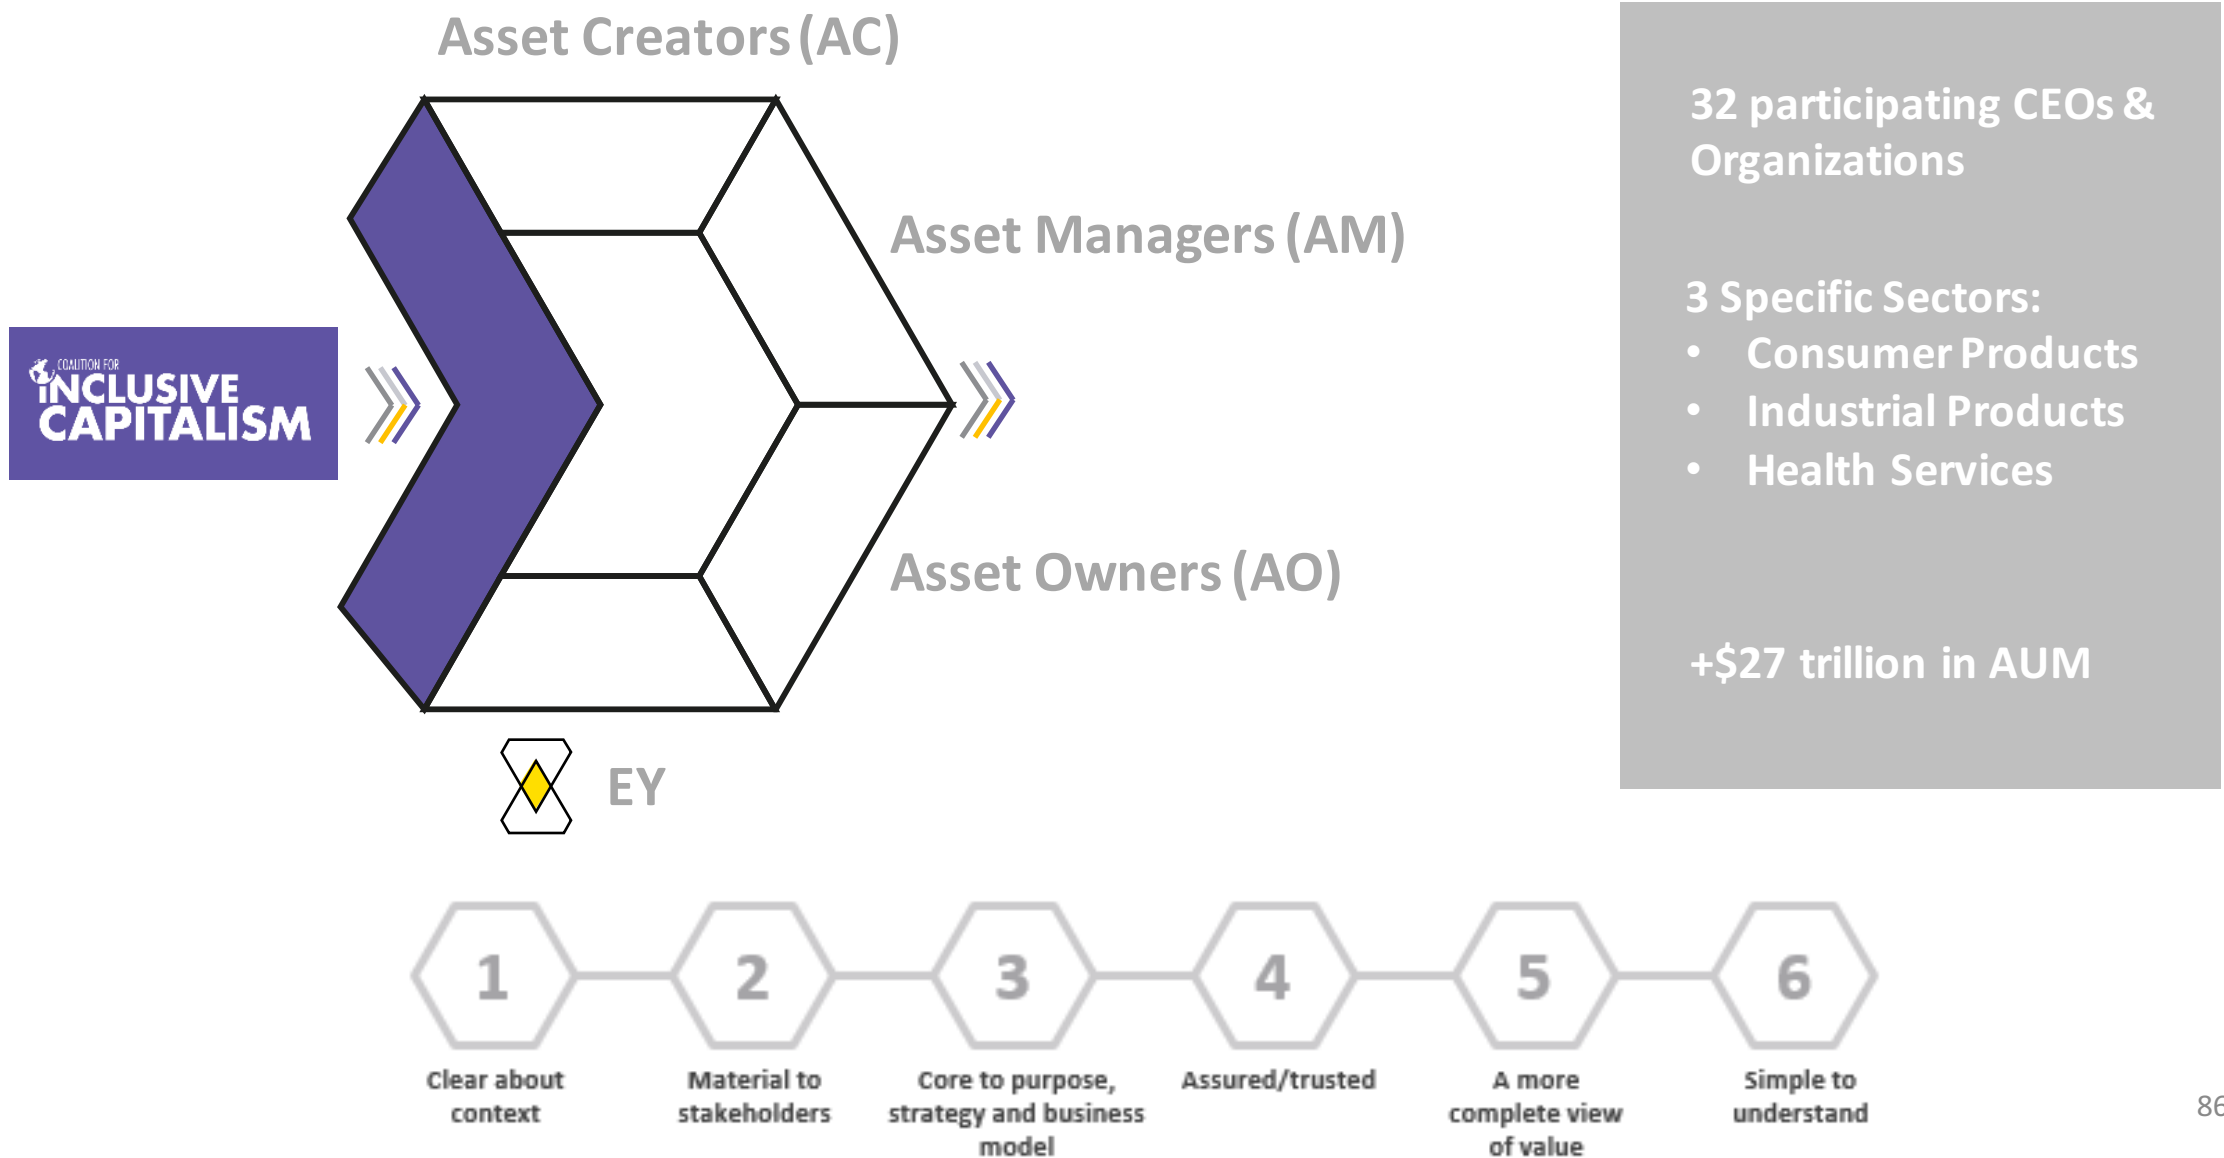 Asset Creators (AC)
Asset Managers (AM)
COALITION FOR
iNCLUSIVE
CAPITALISM
Asset Owners (AO)
EY
32 participating CEOs &
Organizations
3 Specific Sectors:
• Consumer Products
• Industrial Products
• Health Services
+$27 trillion in AUM
1
Clear about
context
2
Material to
stakeholders
3
Core to purpose,
strategy and business
model
4
Assured/trusted
5
A more
complete view
of value
6
Simple to
understand
86